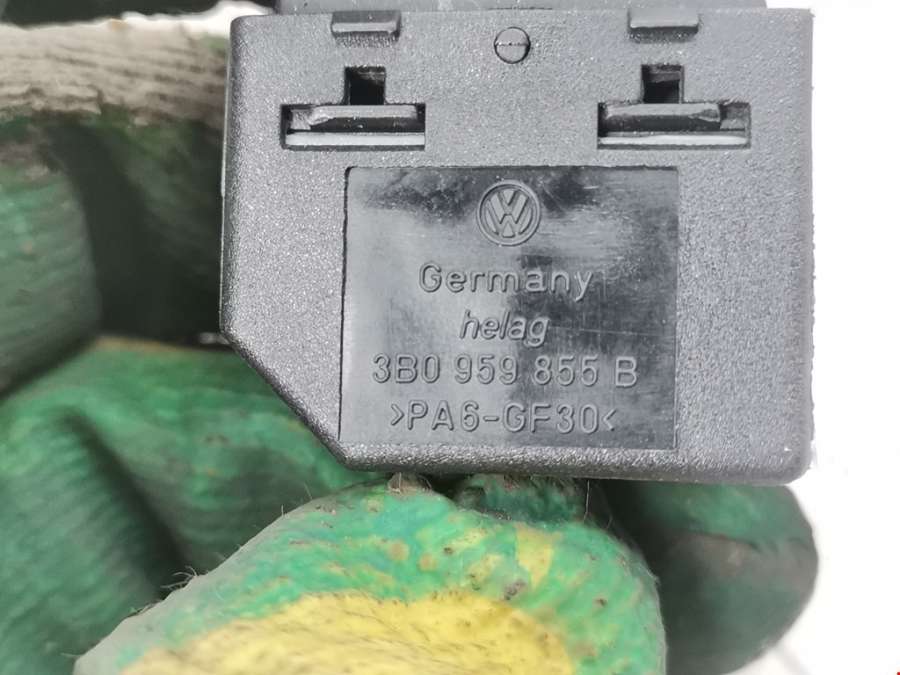 Germany
helag
3B0 959 855 B
>PA6-GF30<